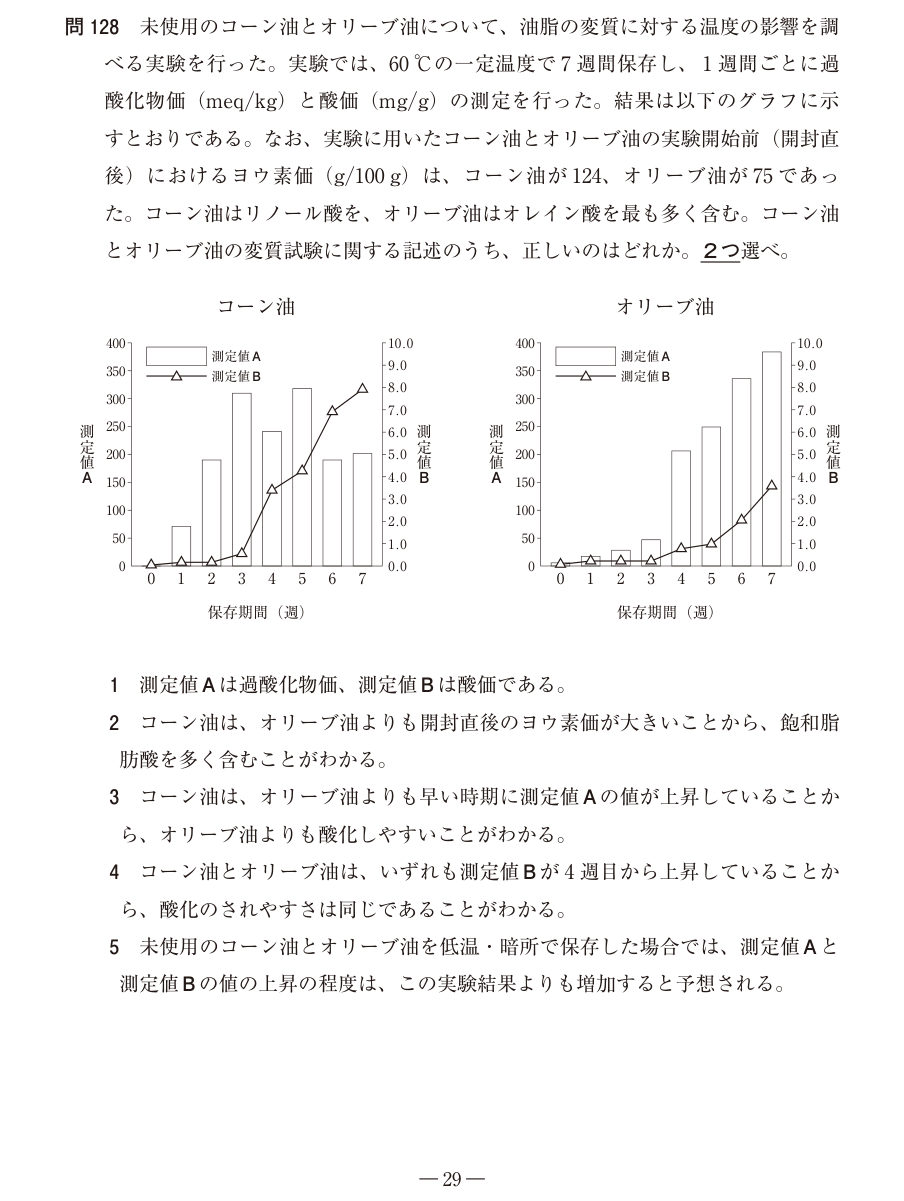 問 128　未使用のコーン油とオリーブ油について、油脂の変質に対する温度の影響を調
べる実験を行った。実験では、60 ℃の一定温度で 7 週間保存し、1 週間ごとに過
酸化物価（meq/kg）と酸価（mg/g）の測定を行った。結果は以下のグラフに示
すとおりである。なお、実験に用いたコーン油とオリーブ油の実験開始前（開封直
後）におけるヨウ素価（g/100 g）は、コーン油が 124、オリーブ油が 75 であっ
た。コーン油はリノール酸を、オリーブ油はオレイン酸を最も多く含む。コーン油
とオリーブ油の変質試験に関する記述のうち、正しいのはどれか。2つ選べ。
コーン油
400
350
300
250
200
150
100
50
0
測定値A
測定値A
測定値B
10.0
9.0
8.0
7.0
6.0
5.0
4.0
3.0
2.0
1.0
0.0
測定値B
0 1 2 3 4 5 6 7
保存期間（週）
オリーブ油
400
350
300
250
200
150
100
50
0
測定値A
測定値A
測定値B
10.0
9.0
8.0
7.0
6.0
5.0
4.0
3.0
2.0
1.0
0.0
測定値B
0 1 2 3 4 5 6 7
保存期間（週）
1　測定値Aは過酸化物価、測定値Bは酸価である。
2　コーン油は、オリーブ油よりも開封直後のヨウ素価が大きいことから、飽和脂
肪酸を多く含むことがわかる。
3　コーン油は、オリーブ油よりも早い時期に測定値Aの値が上昇していることか
ら、オリーブ油よりも酸化しやすいことがわかる。
4　コーン油とオリーブ油は、いずれも測定値Bが 4 週目から上昇していることか
ら、酸化のされやすさは同じであることがわかる。
5　未使用のコーン油とオリーブ油を低温・暗所で保存した場合では、測定値Aと
測定値Bの値の上昇の程度は、この実験結果よりも増加すると予想される。
― 29 ―